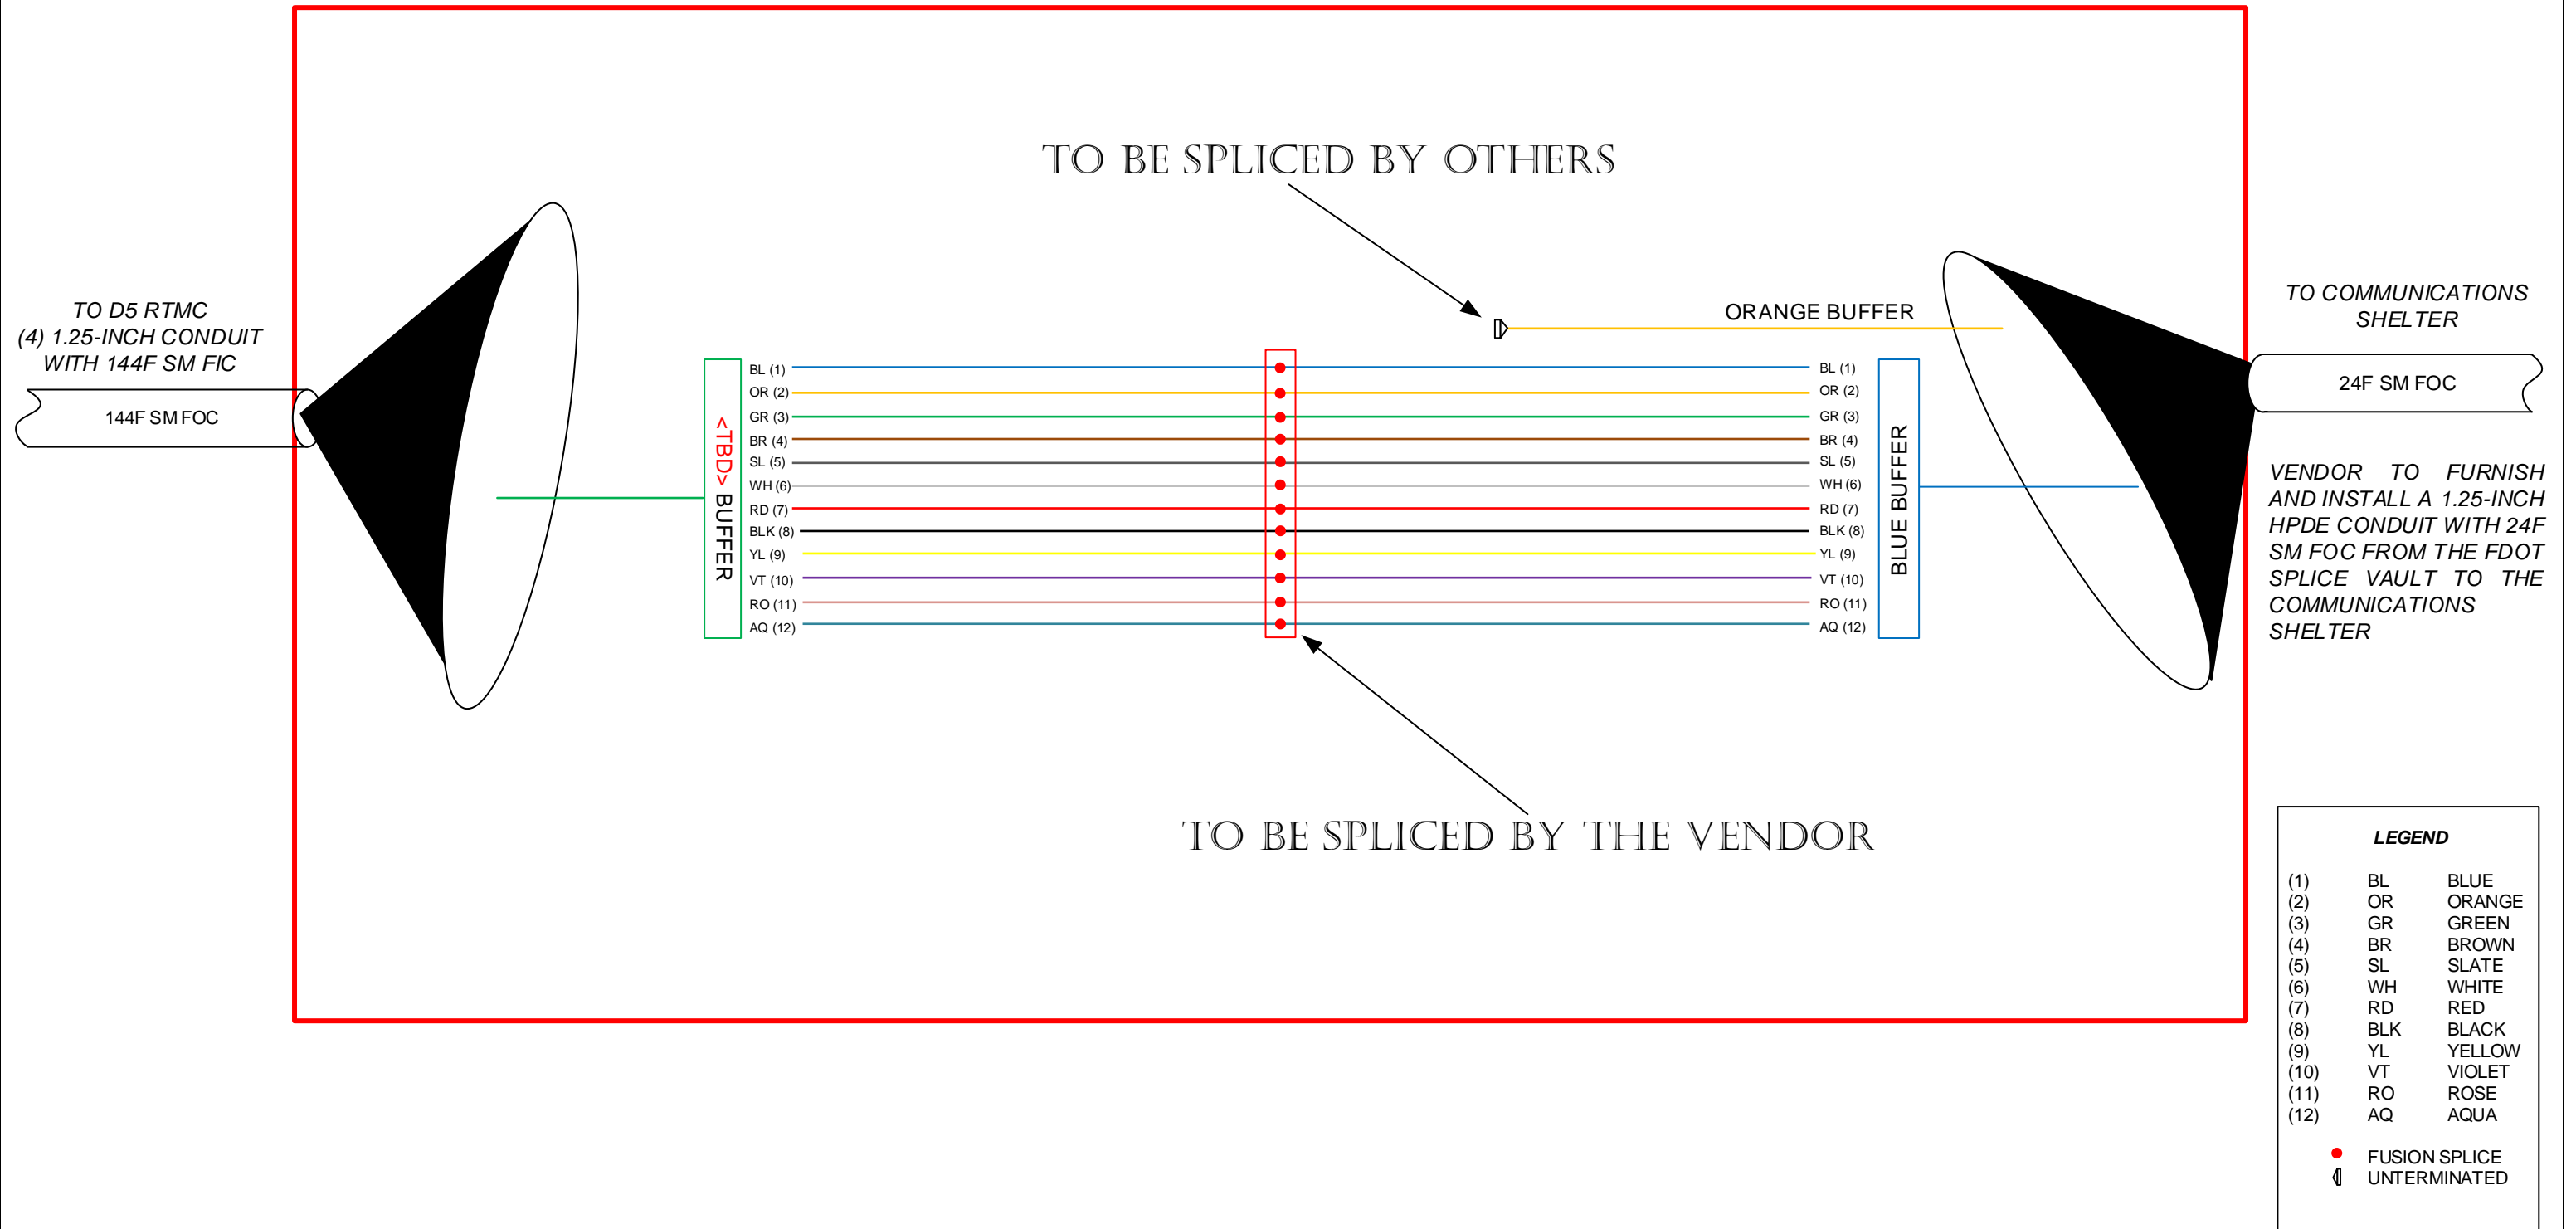 TO BE SPLICED BY OTHERS
TO D5 RTMC
(4) 1.25-INCH CONDUIT
WITH 144F SM FIC
144F SM FOC
ORANGE BUFFER
<TBD> BUFFER
BL (1)
OR (2)
GR (3)
BR (4)
SL (5)
WH (6)
RD (7)
BLK (8)
YL (9)
VT (10)
RO (11)
AQ (12)
BL (1)
OR (2)
GR (3)
BR (4)
SL (5)
WH (6)
RD (7)
BLK (8)
YL (9)
VT (10)
RO (11)
AQ (12)
BLUE BUFFER
TO COMMUNICATIONS
SHELTER
24F SM FOC
VENDOR TO FURNISH
AND INSTALL A 1.25-INCH
HPDE CONDUIT WITH 24F
SM FOC FROM THE FDOT
SPLICE VAULT TO THE
COMMUNICATIONS
SHELTER
TO BE SPLICED BY THE VENDOR
LEGEND
(1) BL BLUE
(2) OR ORANGE
(3) GR GREEN
(4) BR BROWN
(5) SL SLATE
(6) WH WHITE
(7) RD RED
(8) BLK BLACK
(9) YL YELLOW
(10) VT VIOLET
(11) RO ROSE
(12) AQ AQUA
FUSION SPLICE
UNTERMINATED